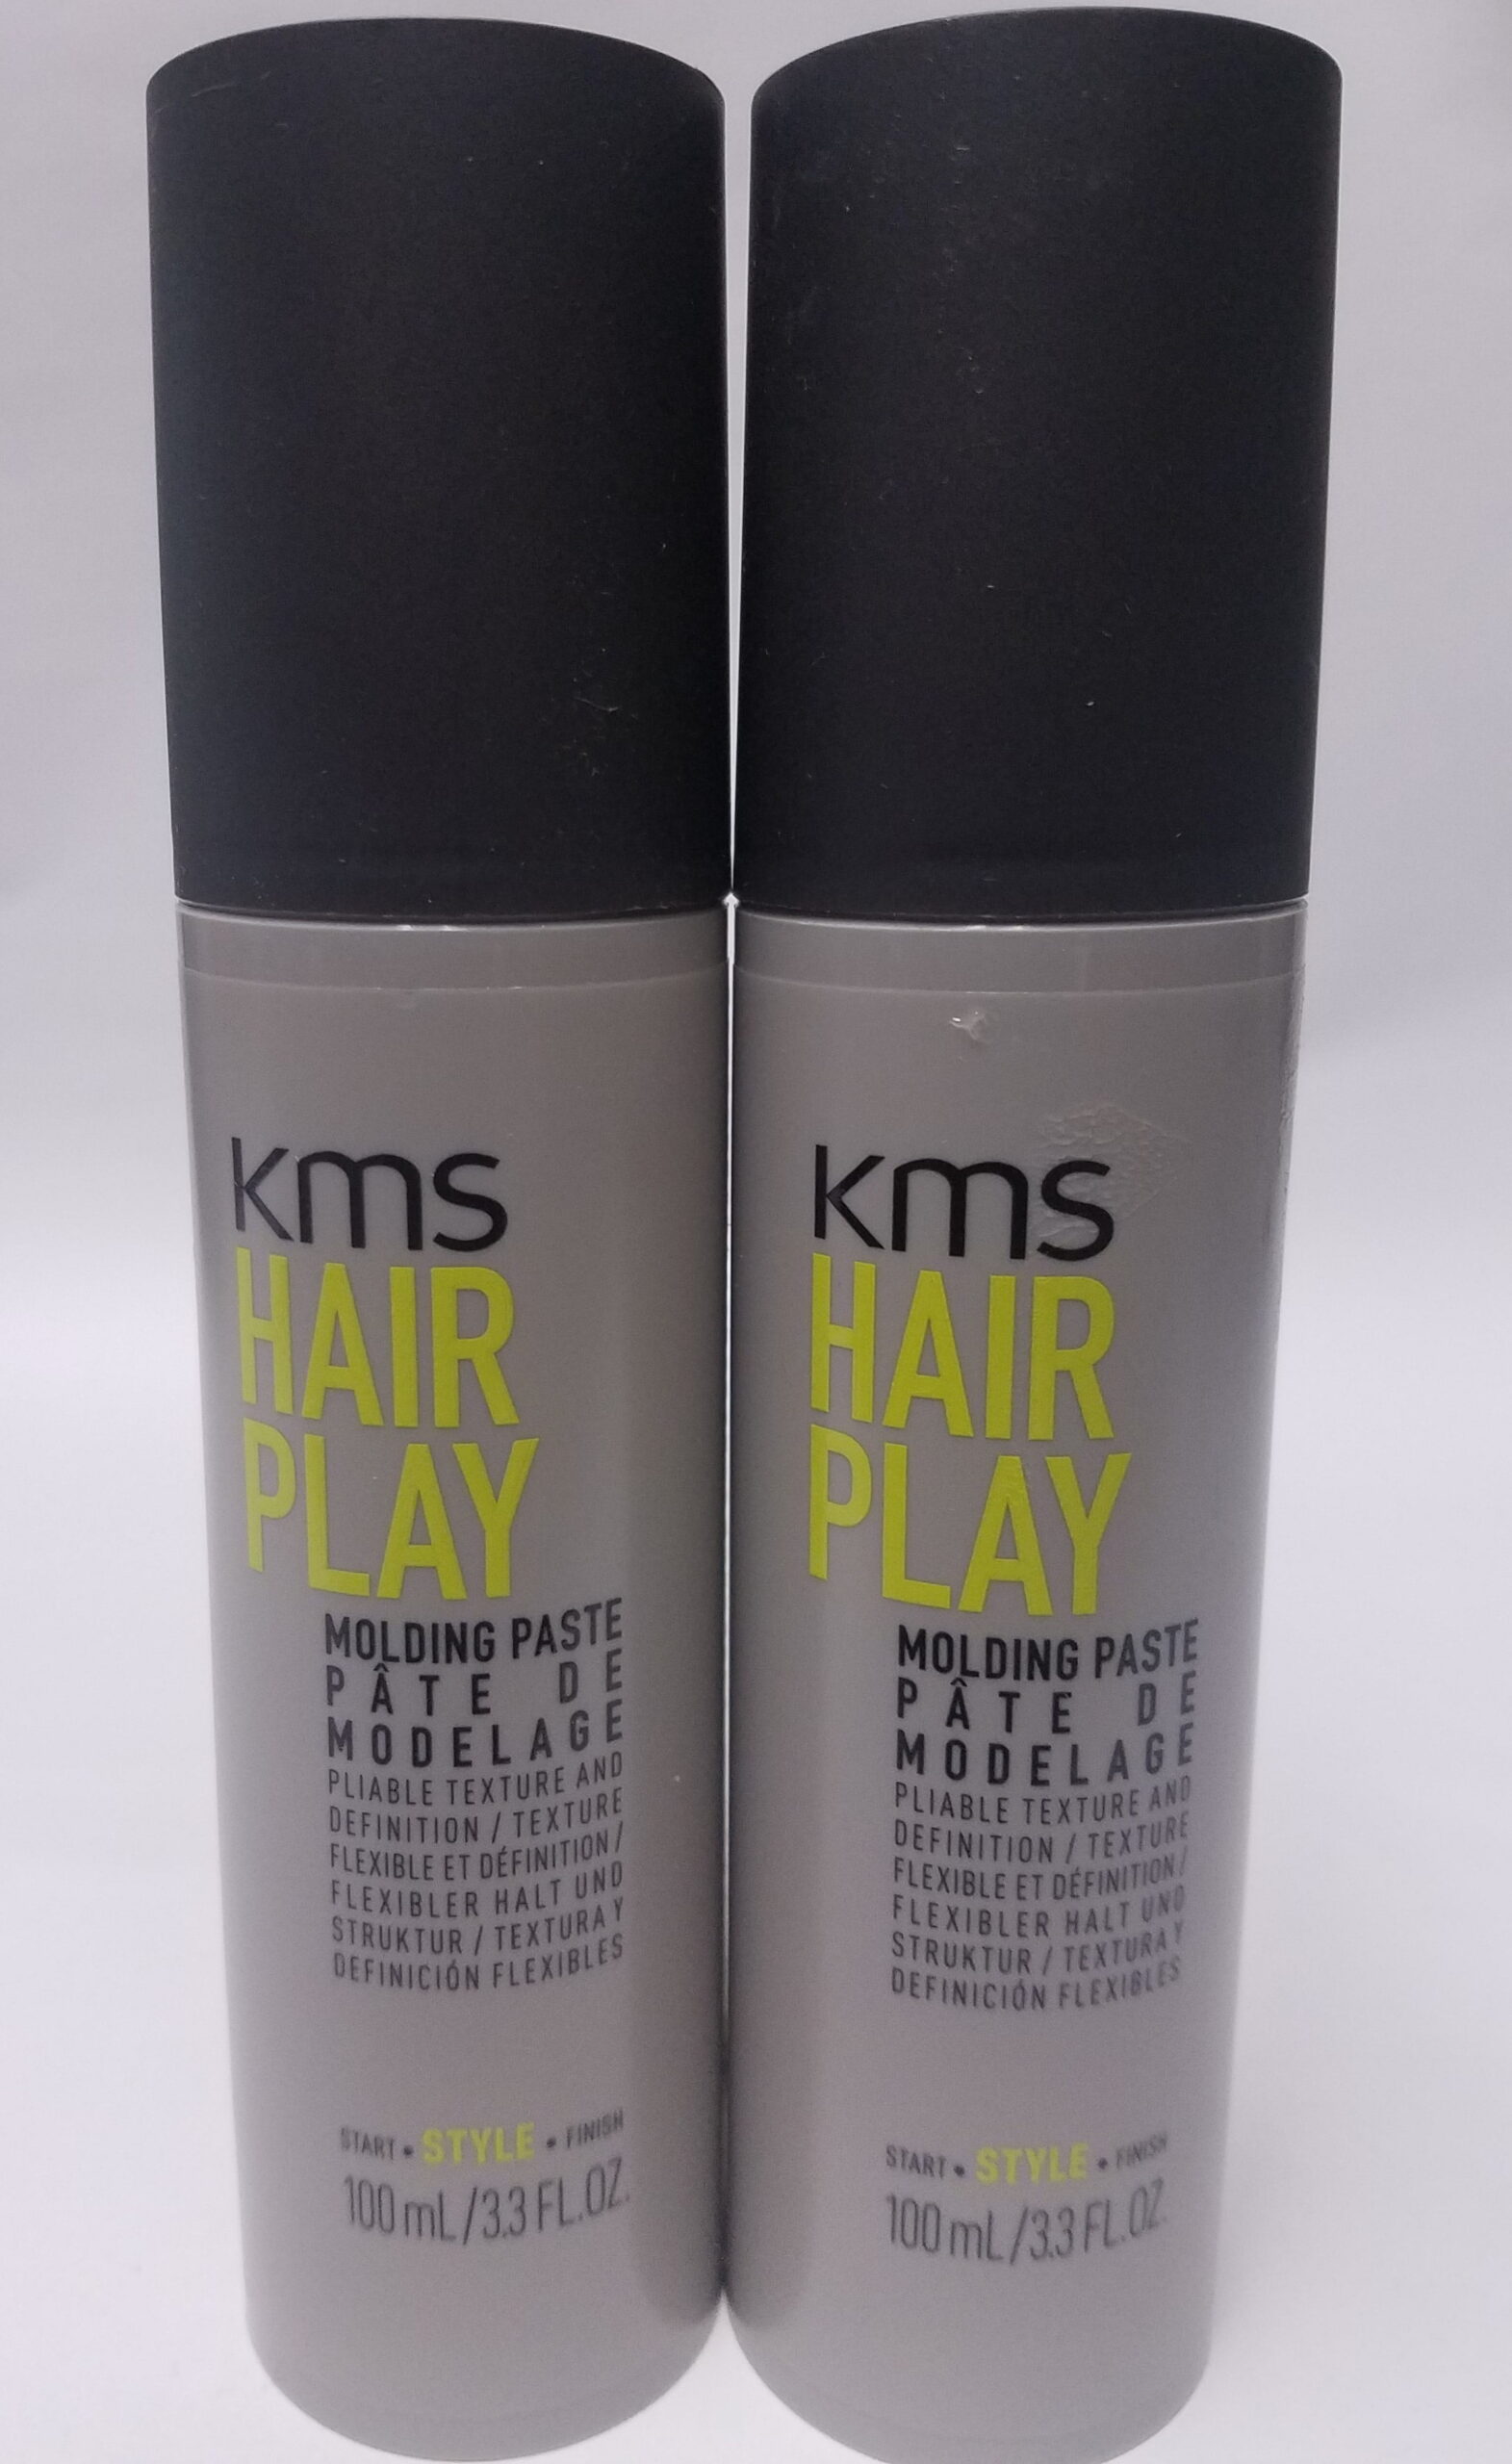 kms
HAIR
PLAY
MOLDING PASTE
PÂTE DE
MODELAGE
PLIABLE TEXTURE AND
DEFINITION / TEXTURE
FLEXIBLE ET DÉFINITION /
FLEXIBLER HALT UND
STRUKTUR / TEXTURA Y
DEFINICIÓN FLEXIBLES
START • STYLE • FINISH
100 mL / 3.3 FL.OZ.
kms
HAIR
PLAY
MOLDING PASTE
PÂTE DE
MODELAGE
PLIABLE TEXTURE AND
DEFINITION / TEXTURE
FLEXIBLE ET DÉFINITION /
FLEXIBLER HALT UND
STRUKTUR / TEXTURA Y
DEFINICIÓN FLEXIBLES
START • STYLE • FINISH
100 mL / 3.3 FL.OZ.